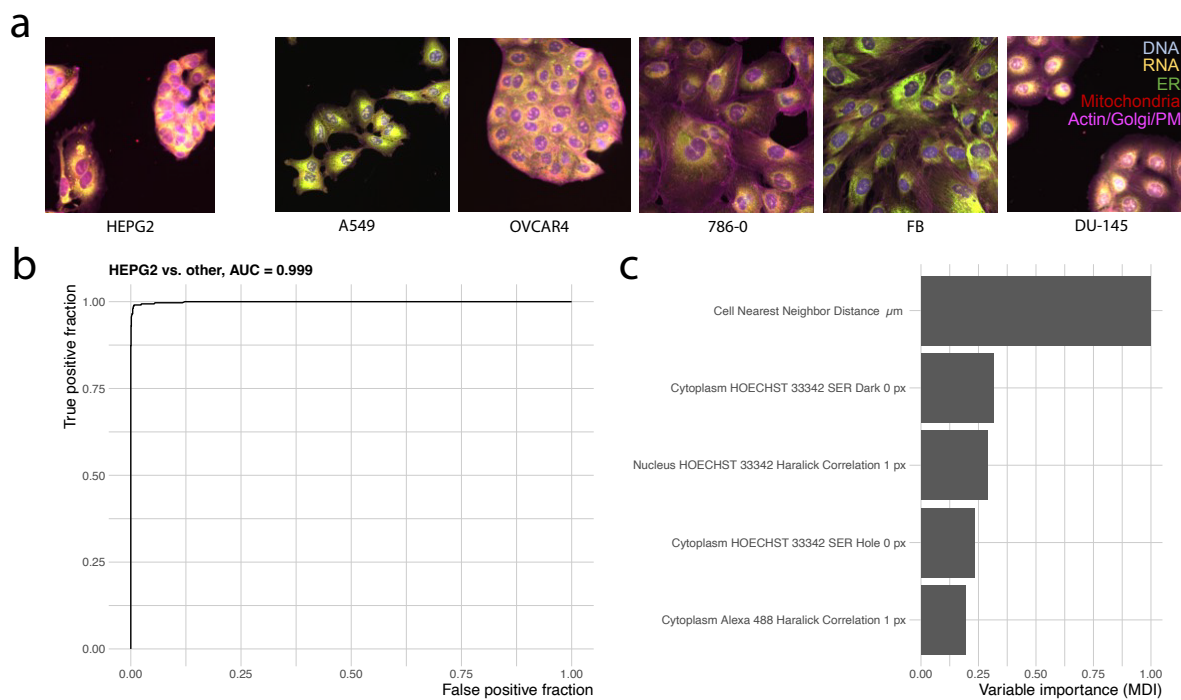 a
DNA
RNA
ER
Mitochondria
Actin/Golgi/PM
HEPG2
A549
OVCAR4
786-0
FB
DU-145
b
HEPG2 vs. other, AUC = 0.999
True positive fraction
1.00
0.75
0.50
0.25
0.00
0.00
0.25
0.50
0.75
1.00
False positive fraction
c
Cell Nearest Neighbor Distance µm
Cytoplasm HOECHST 33342 SER Dark 0 px
Nucleus HOECHST 33342 Haralick Correlation 1 px
Cytoplasm HOECHST 33342 SER Hole 0 px
Cytoplasm Alexa 488 Haralick Correlation 1 px
0.00
0.25
0.50
0.75
1.00
Variable importance (MDI)